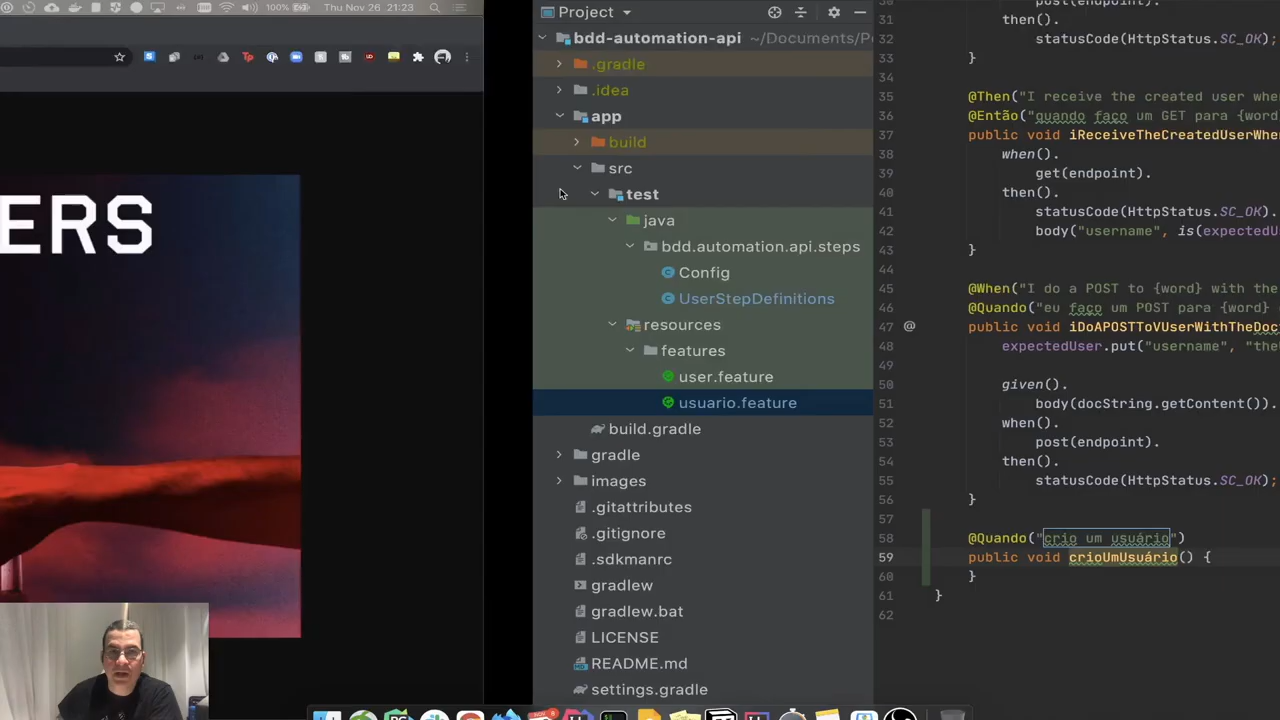 100%
Thu Nov 26 21:23
ERS
Project
bdd-automation-api ~/Documents/P
.gradle
.idea
app
build
src
test
java
bdd.automation.api.steps
Config
UserStepDefinitions
resources
features
user.feature
usuario.feature
build.gradle
gradle
images
.gitattributes
.gitignore
.sdkmanrc
gradlew
gradlew.bat
LICENSE
README.md
settings.gradle
30 post(endpoint).
31 then().
32 statusCode(HttpStatus.SC_OK);
33 }
34
35 @Then("I receive the created user whe
36 @Então("quando faço um GET para {word
37 public void iReceiveTheCreatedUserWhe
38 when().
39 get(endpoint).
40 then().
41 statusCode(HttpStatus.SC_OK).
42 body("username", is(expectedU
43 }
44
45 @When("I do a POST to {word} with the
46 @Quando("eu faço um POST para {word}
47 public void iDoAPOSTToVUserWithTheDoc
48 expectedUser.put("username", "the
49
50 given().
51 body(docString.getContent()).
52 when().
53 post(endpoint).
54 then().
55 statusCode(HttpStatus.SC_OK);
56 }
57
58 @Quando("crio um usuário")
59 public void crioUmUsuário() {
60 }
61 }
62